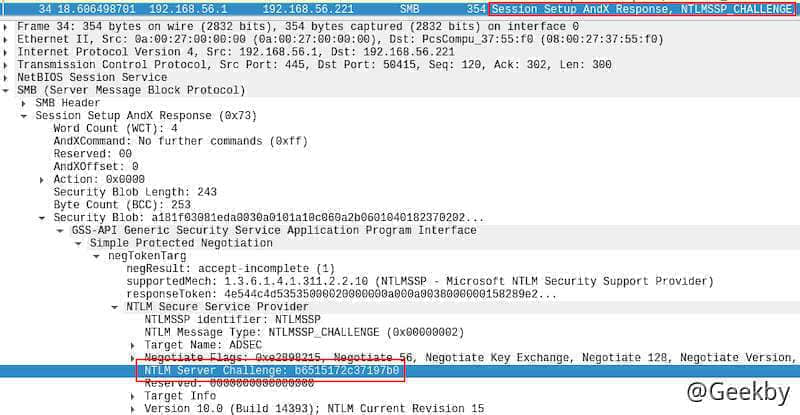 34 18.606498701 192.168.56.1 192.168.56.221 SMB 354 Session Setup AndX Response, NTLMSSP_CHALLENGE,
Frame 34: 354 bytes on wire (2832 bits), 354 bytes captured (2832 bits) on interface 0
Ethernet II, Src: 0a:00:27:00:00:00 (0a:00:27:00:00:00), Dst: PcsCompu_37:55:f0 (08:00:27:37:55:f0)
Internet Protocol Version 4, Src: 192.168.56.1, Dst: 192.168.56.221
Transmission Control Protocol, Src Port: 445, Dst Port: 50415, Seq: 120, Ack: 302, Len: 300
NetBIOS Session Service
SMB (Server Message Block Protocol)
SMB Header
Session Setup AndX Response (0x73)
Word Count (WCT): 4
AndXCommand: No further commands (0xff)
Reserved: 00
AndXOffset: 0
Action: 0x0000
Security Blob Length: 243
Byte Count (BCC): 253
Security Blob: a181f03081eda0030a0101a10c060a2b0601040182370202...
GSS-API Generic Security Service Application Program Interface
Simple Protected Negotiation
negTokenTarg
negResult: accept-incomplete (1)
supportedMech: 1.3.6.1.4.1.311.2.2.10 (NTLMSSP - Microsoft NTLM Security Support Provider)
responseToken: 4e544c4d53535000020000000a000a0038000000158289e2...
NTLM Secure Service Provider
NTLMSSP identifier: NTLMSSP
NTLM Message Type: NTLMSSP_CHALLENGE (0x00000002)
Target Name: ADSEC
Negotiate Flags: 0xe2898215, Negotiate 56, Negotiate Key Exchange, Negotiate 128, Negotiate Version,
NTLM Server Challenge: b6515172c37197b0
Reserved: 0000000000000000
Target Info
Version 10.0 (Build 14393); NTLM Current Revision 15
@Geekby